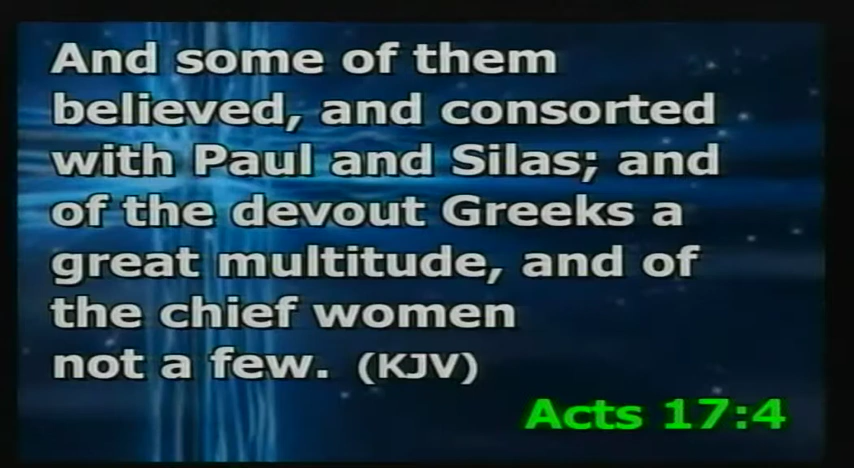 And some of them
believed, and consorted
with Paul and Silas; and
of the devout Greeks a
great multitude, and of
the chief women
not a few. (KJV)
Acts 17:4